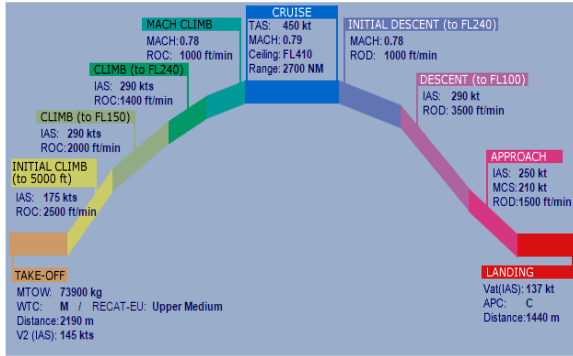 CRUISE
TAS: 450 kt
MACH: 0.79
Ceiling: FL410
Range: 2700 NM
MACH CLIMB
MACH: 0.78
ROC: 1000 ft/min
INITIAL DESCENT (to FL240)
MACH: 0.78
ROD: 1000 ft/min
CLIMB (to FL240)
IAS: 290 kts
ROC:1400 ft/min
DESCENT (to FL100)
IAS: 290 kt
ROD: 3500 ft/min
CLIMB (to FL150)
IAS: 290 kts
ROC:2000 ft/min
INITIAL CLIMB
(to 5000 ft)
IAS: 175 kts
ROC:2500 ft/min
APPROACH
IAS: 250 kt
MCS:210 kt
ROD:1500 ft/min
TAKE-OFF
MTOW: 73900 kg
WTC: M / RECAT-EU: Upper Medium
Distance:2190 m
V2 (IAS): 145 kts
LANDING
Vat(IAS): 137 kt
APC: C
Distance:1440 m